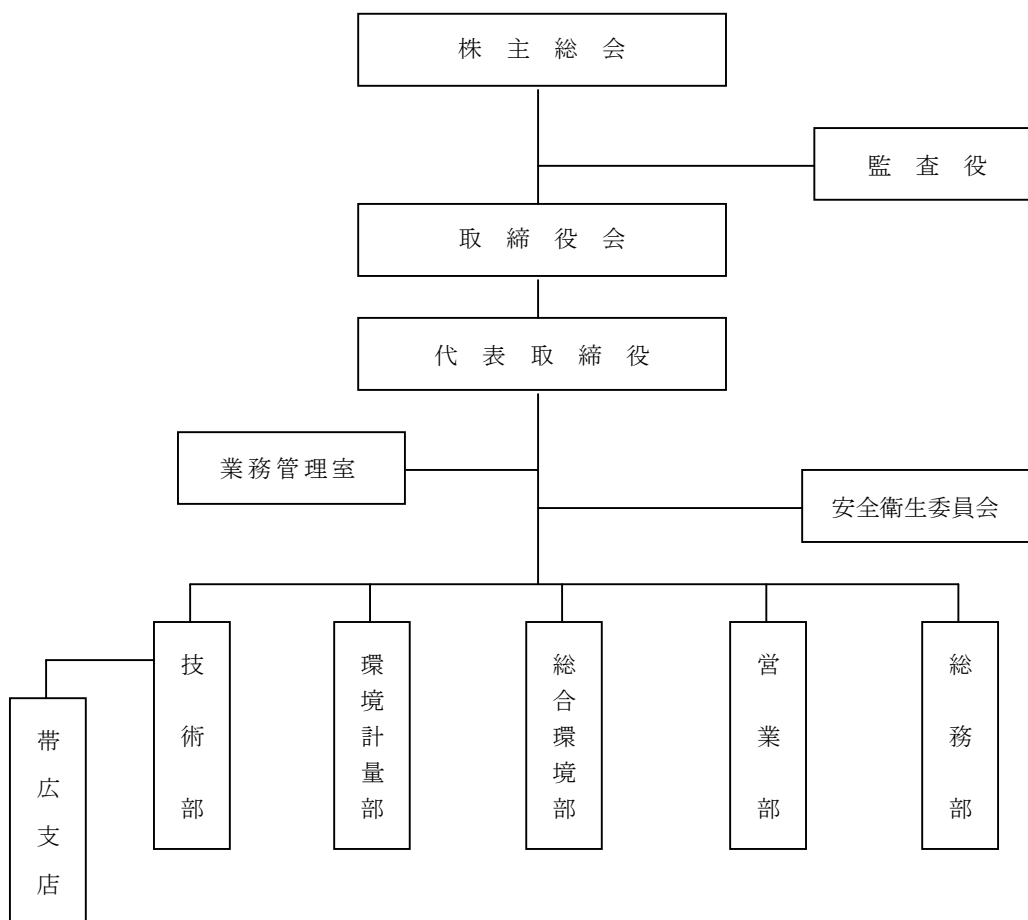 株主総会
監査役
取締役会
代表取締役
業務管理室
安全衛生委員会
技術部
環境計量部
総合環境部
営業部
総務部
帯広支店